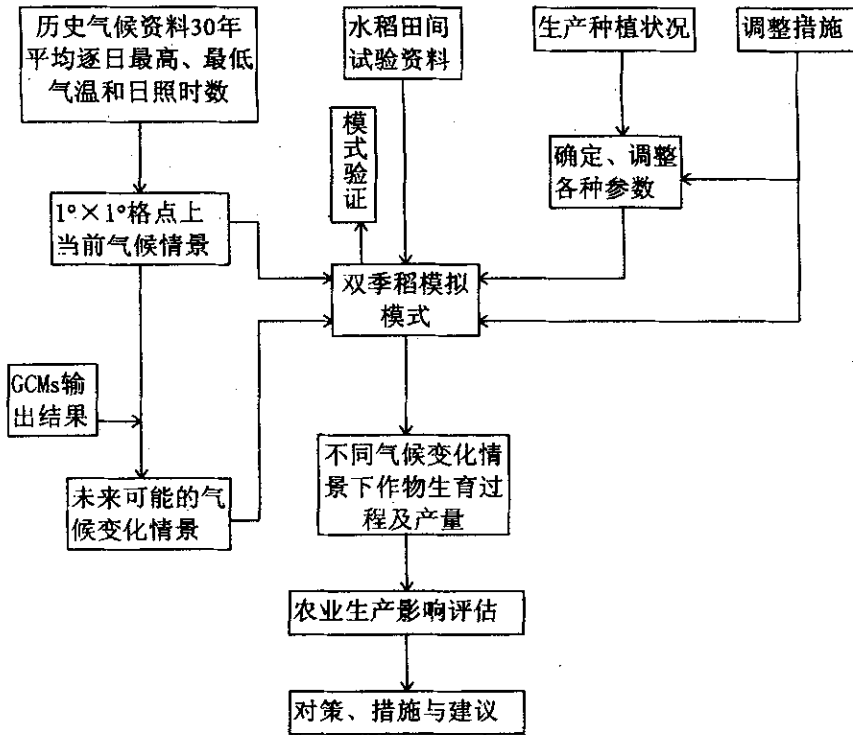 历史气候资料30年
平均逐日最高、最低
气温和日照时数
水稻田间
试验资料
生产种植状况
调整措施
模式验证
确定、调整
各种参数
1°×1°格点上
当前气候情景
双季稻模拟
模式
GCMs输
出结果
未来可能的气
候变化情景
不同气候变化情
景下作物生育过
程及产量
农业生产影响评估
对策、措施与建议